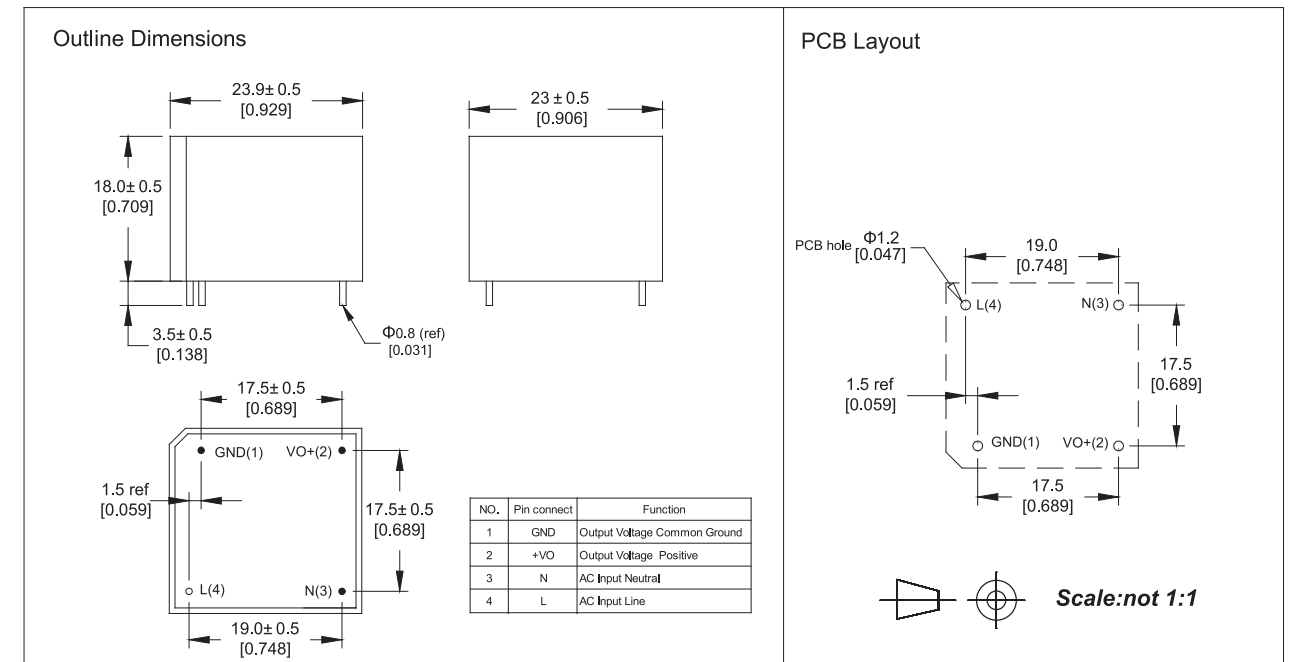 Outline Dimensions
23.9± 0.5
[0.929]
23 ± 0.5
[0.906]
18.0± 0.5
[0.709]
3.5± 0.5
[0.138]
Φ0.8 (ref)
[0.031]
17.5± 0.5
[0.689]
GND(1) VO+(2)
1.5 ref
[0.059]
17.5± 0.5
[0.689]
L(4) N(3)
19.0± 0.5
[0.748]
NO. Pin connect Function
1 GND Output Voltage Common Ground
2 +VO Output Voltage Positive
3 N AC Input Neutral
4 L AC Input Line
PCB Layout
PCB hole Φ1.2
[0.047]
19.0
[0.748]
L(4) N(3)
17.5
[0.689]
1.5 ref
[0.059]
GND(1) VO+(2)
17.5
[0.689]
Scale:not 1:1